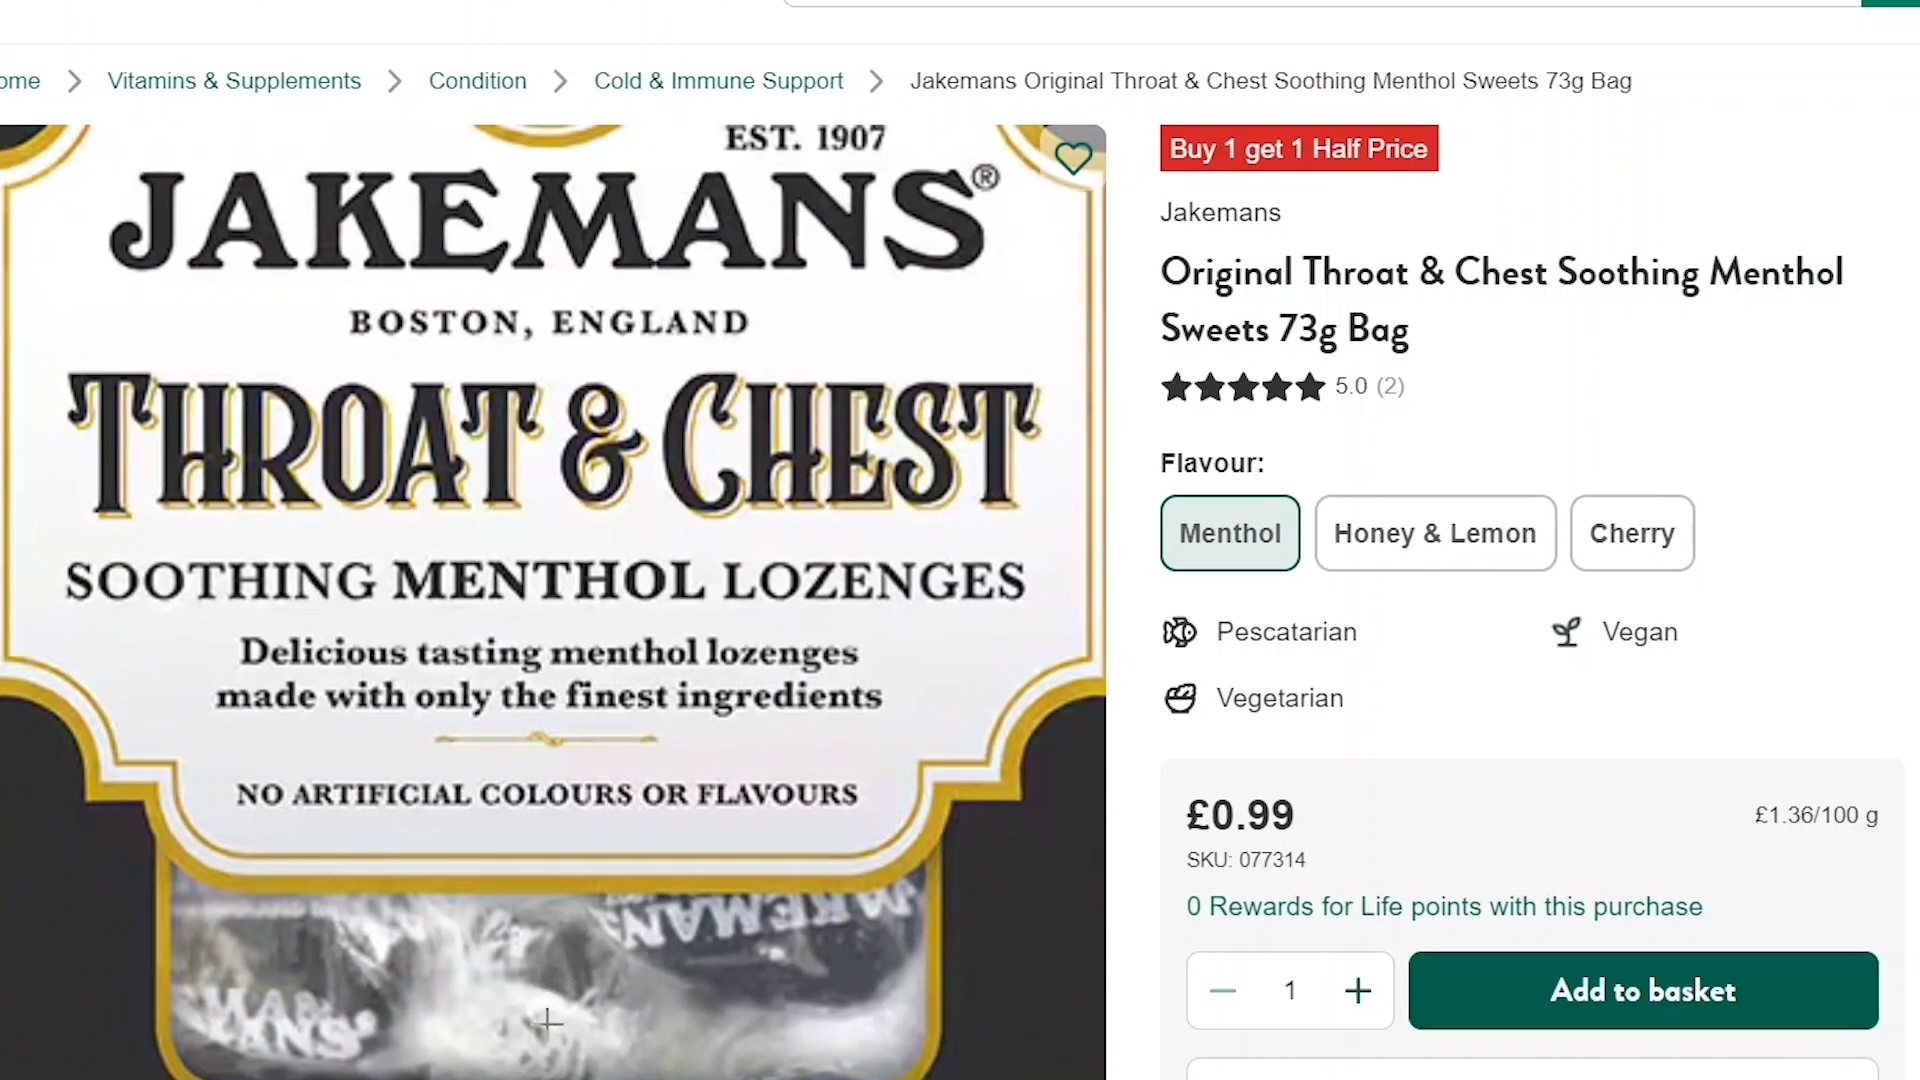 ome > Vitamins & Supplements > Condition > Cold & Immune Support > Jakemans Original Throat & Chest Soothing Menthol Sweets 73g Bag
EST. 1907
JAKEMANS®
BOSTON, ENGLAND
THROAT & CHEST
SOOTHING MENTHOL LOZENGES
Delicious tasting menthol lozenges
made with only the finest ingredients
NO ARTIFICIAL COLOURS OR FLAVOURS
Buy 1 get 1 Half Price
Jakemans
Original Throat & Chest Soothing Menthol
Sweets 73g Bag
5.0 (2)
Flavour:
Menthol Honey & Lemon Cherry
Pescatarian Vegan
Vegetarian
£0.99 £1.36/100 g
SKU: 077314
0 Rewards for Life points with this purchase
1 Add to basket